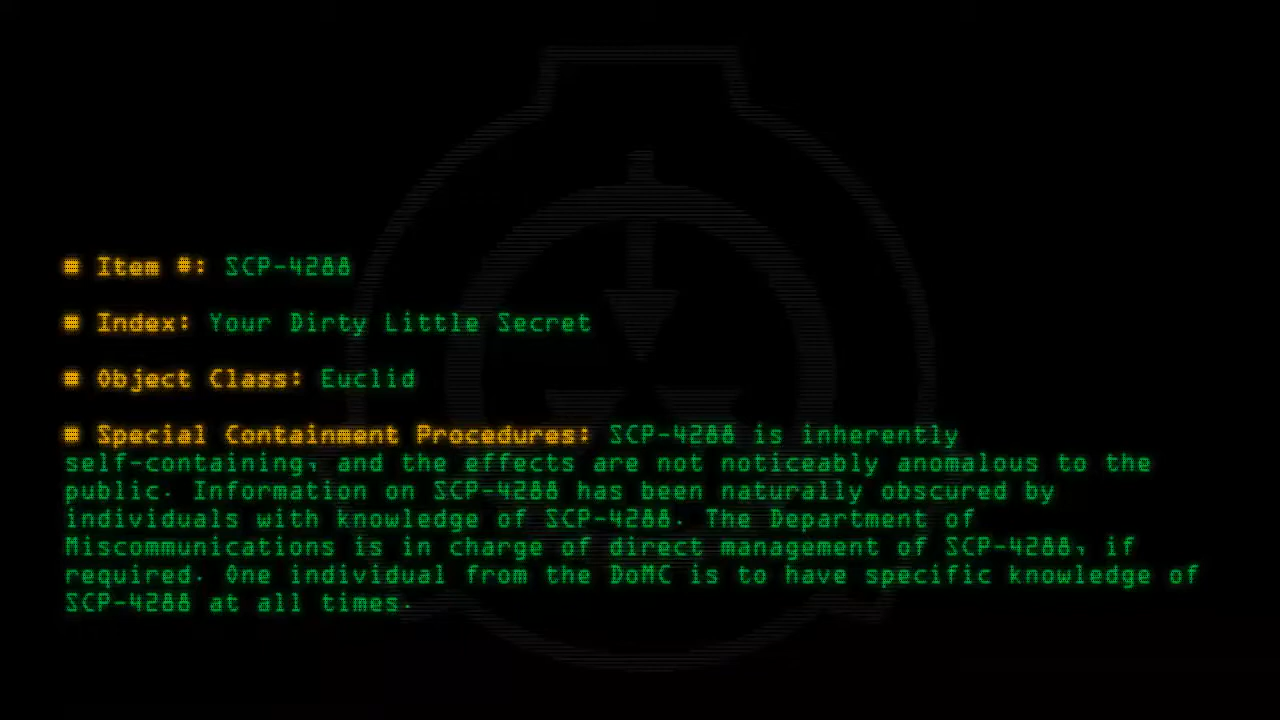 ■ Item #: SCP-4288
■ Index: Your Dirty Little Secret
■ Object Class: Euclid
■ Special Containment Procedures: SCP-4288 is inherently
self-containing, and the effects are not noticeably anomalous to the
public. Information on SCP-4288 has been naturally obscured by
individuals with knowledge of SCP-4288. The Department of
Miscommunications is in charge of direct management of SCP-4288, if
required. One individual from the DoMC is to have specific knowledge of
SCP-4288 at all times.